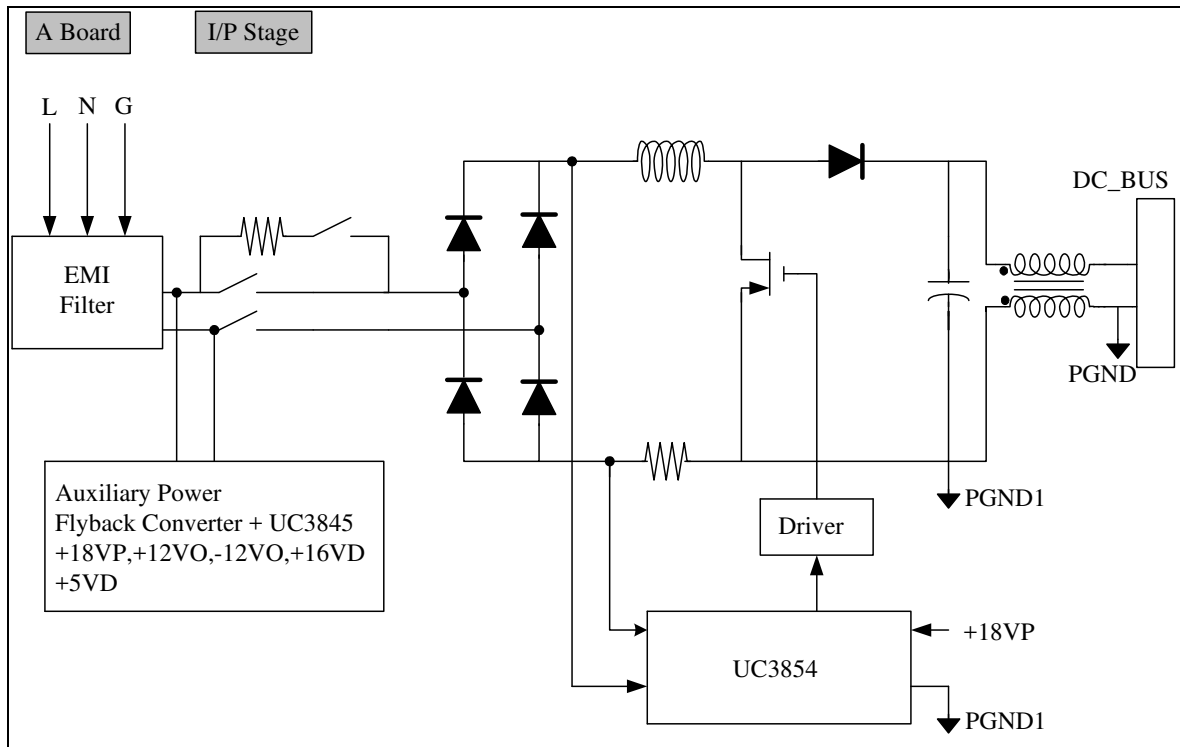 A Board
I/P Stage
L N G
DC_BUS
EMI
Filter
PGND
Auxiliary Power
Flyback Converter + UC3845
+18VP,+12VO,-12VO,+16VD
+5VD
PGND1
Driver
+18VP
UC3854
PGND1